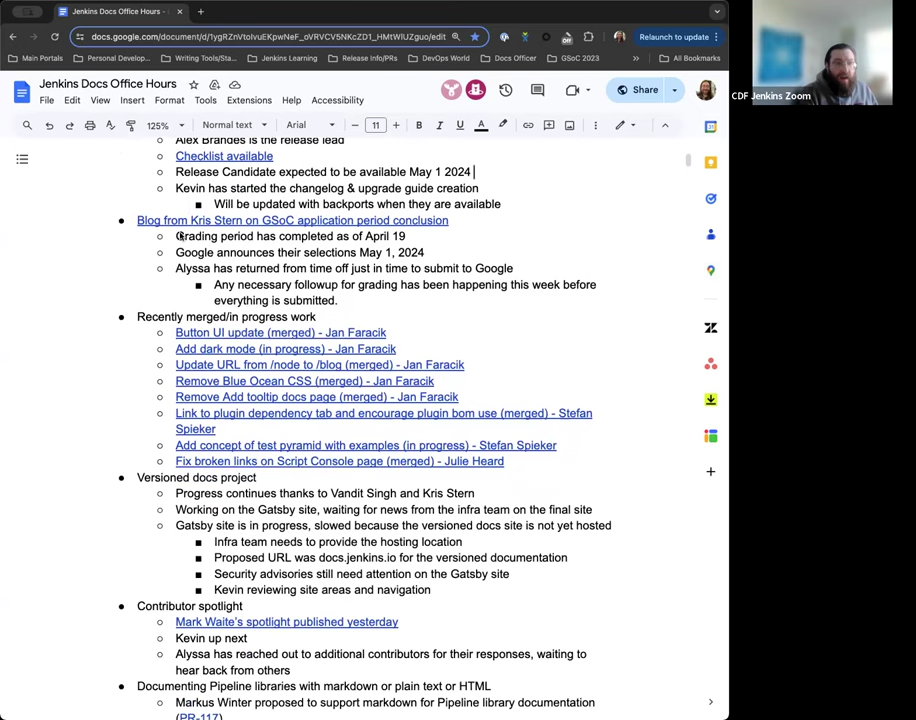 Jenkins Docs Office Hours
docs.google.com/document/d/1ygRZnVtolvuEKpwNeF_oVRVCV5NKcZD1_HMtWlUZguo/edit
Relaunch to update
Main Portals
Personal Develop...
Writing Tools/Sta...
Jenkins Learning
Release Info/PRs
DevOps World
Docs Officer
GSoC 2023
»
All Bookmarks
Jenkins Docs Office Hours
File Edit View Insert Format Tools Extensions Help Accessibility
Share
125% Normal text Arial 11 B I U A
Alex Brandes is the release lead
Checklist available
Release Candidate expected to be available May 1 2024
Kevin has started the changelog & upgrade guide creation
Will be updated with backports when they are available
Blog from Kris Stern on GSoC application period conclusion
Grading period has completed as of April 19
Google announces their selections May 1, 2024
Alyssa has returned from time off just in time to submit to Google
Any necessary followup for grading has been happening this week before
everything is submitted.
Recently merged/in progress work
Button UI update (merged) - Jan Faracik
Add dark mode (in progress) - Jan Faracik
Update URL from /node to /blog (merged) - Jan Faracik
Remove Blue Ocean CSS (merged) - Jan Faracik
Remove Add tooltip docs page (merged) - Jan Faracik
Link to plugin dependency tab and encourage plugin bom use (merged) - Stefan
Spieker
Add concept of test pyramid with examples (in progress) - Stefan Spieker
Fix broken links on Script Console page (merged) - Julie Heard
Versioned docs project
Progress continues thanks to Vandit Singh and Kris Stern
Working on the Gatsby site, waiting for news from the infra team on the final site
Gatsby site is in progress, slowed because the versioned docs site is not yet hosted
Infra team needs to provide the hosting location
Proposed URL was docs.jenkins.io for the versioned documentation
Security advisories still need attention on the Gatsby site
Kevin reviewing site areas and navigation
Contributor spotlight
Mark Waite's spotlight published yesterday
Kevin up next
Alyssa has reached out to additional contributors for their responses, waiting to
hear back from others
Documenting Pipeline libraries with markdown or plain text or HTML
Markus Winter proposed to support markdown for Pipeline library documentation
(PR-117)
CDF Jenkins Zoom